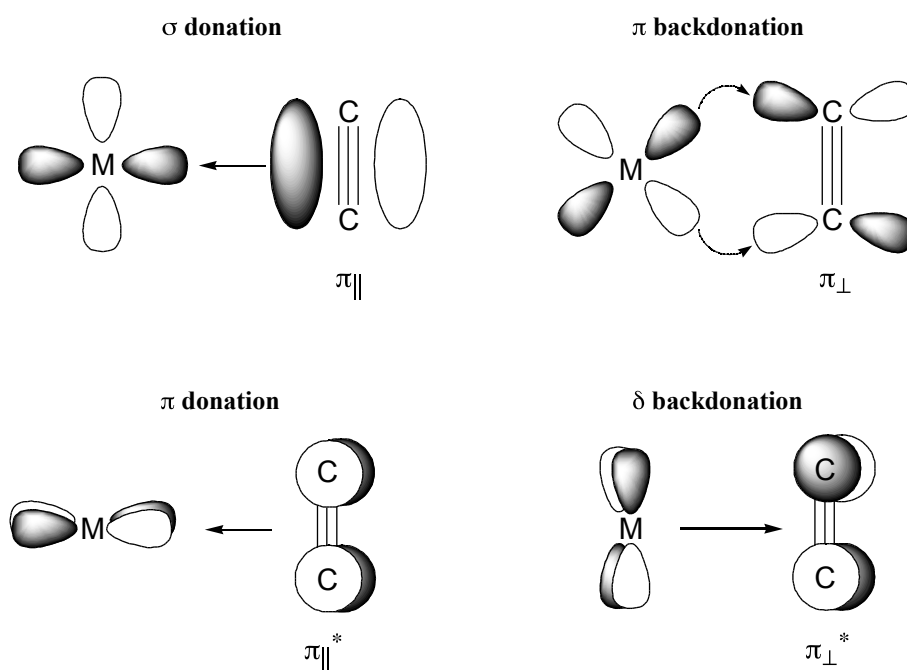 σ donation
π backdonation
M
C
C
π||
M
C
C
π⊥
π donation
δ backdonation
M
C
C
π||*
M
C
C
π⊥*